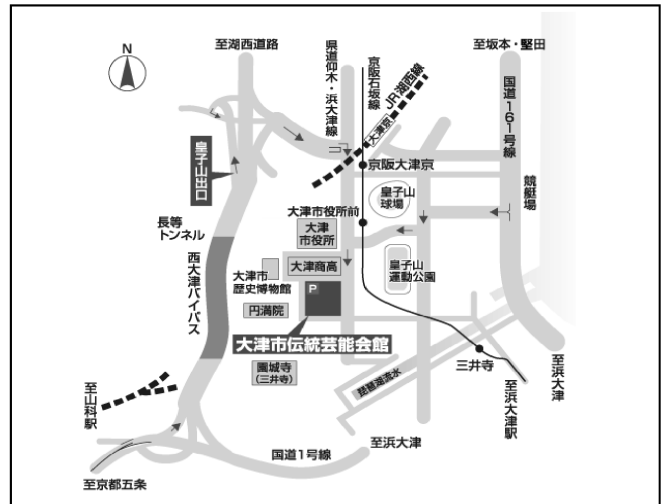 N
至湖西道路
県道仰木・浜大津線
京阪石坂線
JR湖西線
大津京
至坂本・堅田
国道161号線
皇子山出口
京阪大津京
競艇場
皇子山
球場
大津市役所前
大津
市役所
長等
トンネル
西大津バイパス
大津市
歴史博物館
大津商高
皇子山
運動公園
P
円満院
大津市伝統芸能会館
園城寺
(三井寺)
琵琶湖疏水
三井寺
至浜大津駅
至浜大津
至山科駅
国道1号線
至浜大津
至京都五条